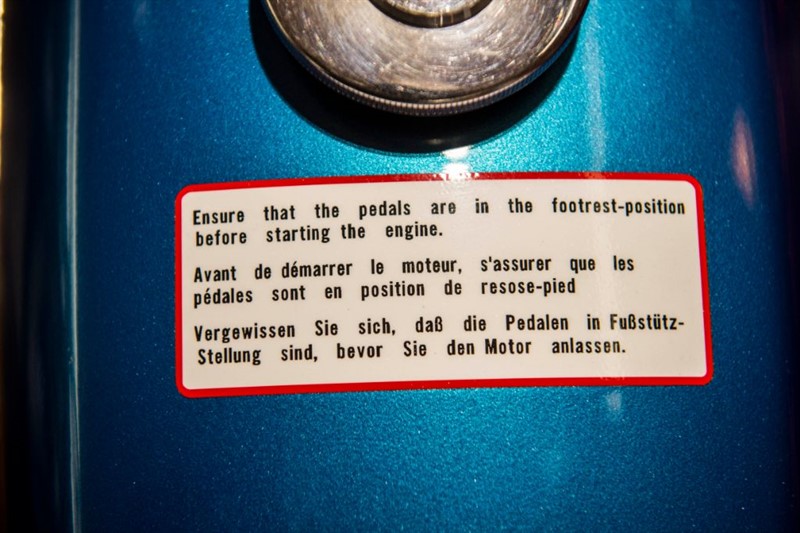 Ensure that the pedals are in the footrest-position
before starting the engine.
Avant de démarrer le moteur, s'assurer que les
pédales sont en position de resose-pied
Vergewissen Sie sich, daß die Pedalen in Fußstütz-
Stellung sind, bevor Sie den Motor anlassen.